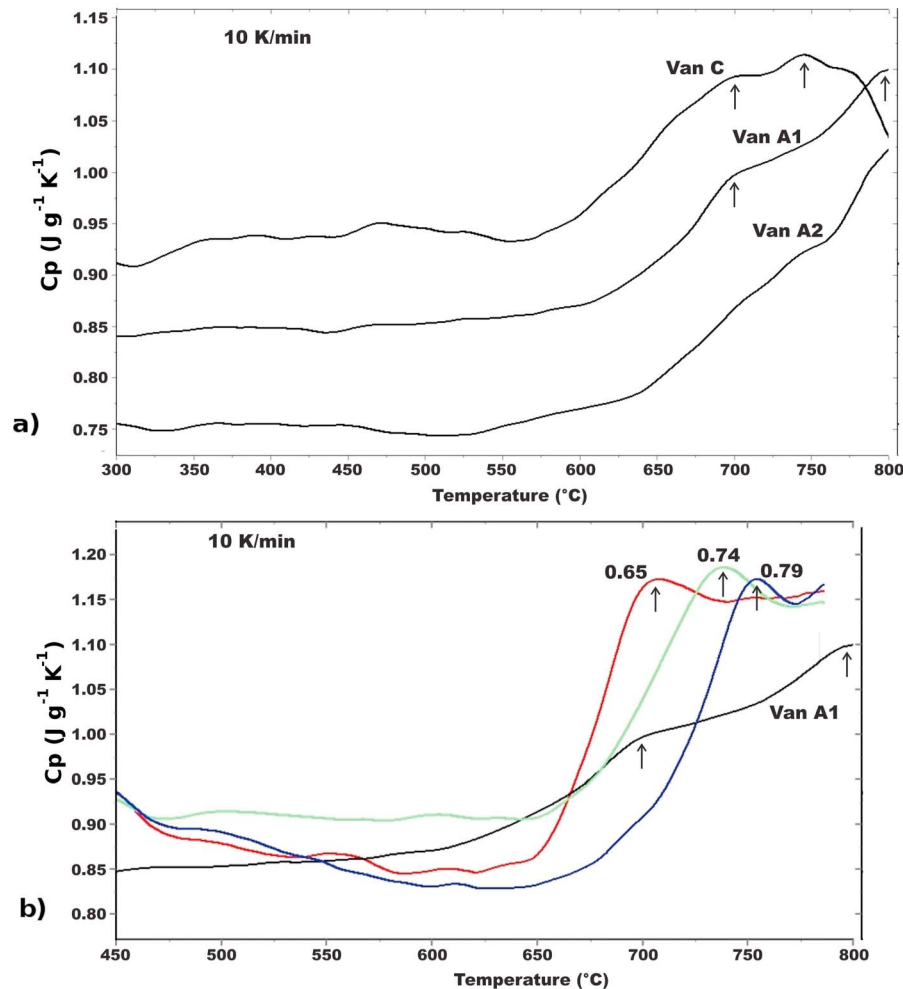 1.15
10 K/min
1.10
Van C
1.05
Van A1
1.00
Cp (J g-1 K-1)
0.95
Van A2
0.90
0.85
0.80
0.75
a)
300 350 400 450 500 550 600 650 700 750 800
Temperature (°C)
10 K/min
1.20
0.65 0.74 0.79
1.15
1.10
1.05
Van A1
1.00
Cp (J g-1 K-1)
0.95
0.90
0.85
0.80
b)
450 500 550 600 650 700 750 800
Temperature (°C)